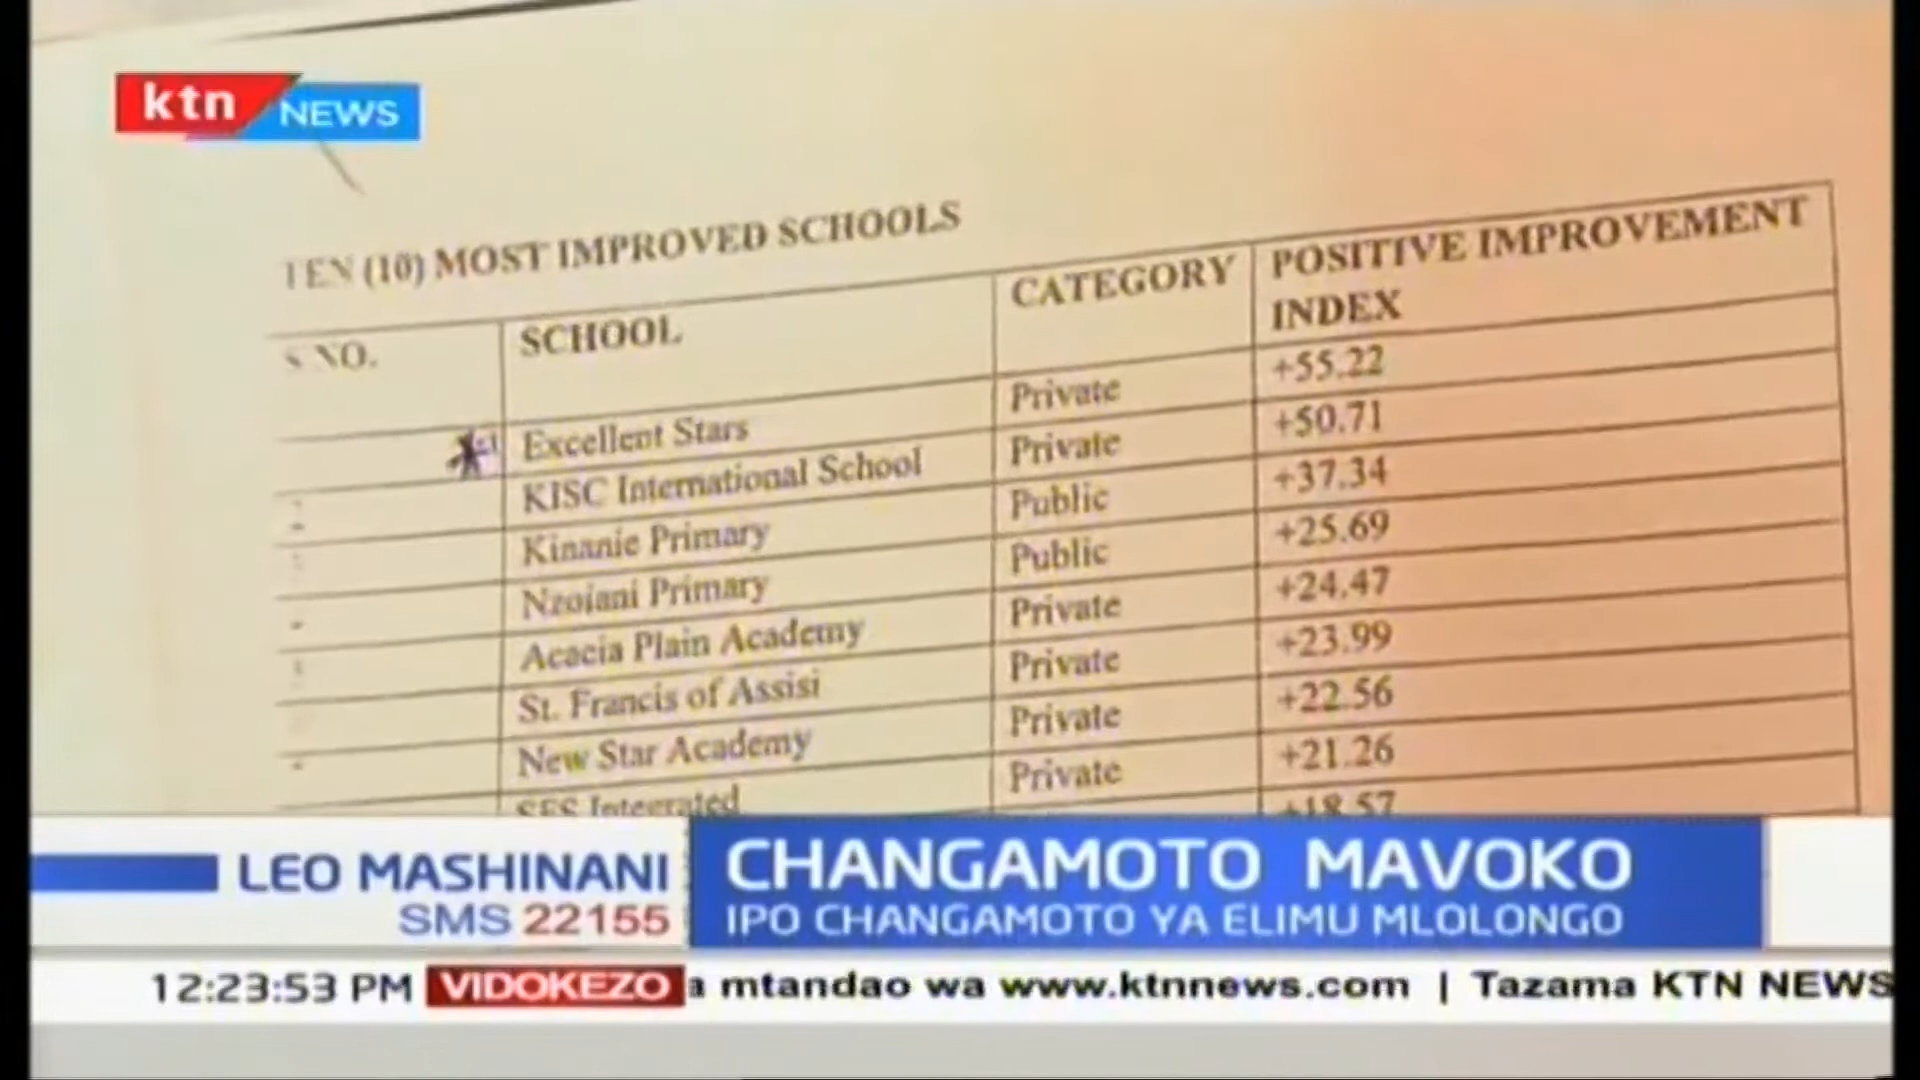 ktn NEWS
TEN (10) MOST IMPROVED SCHOOLS
S NO. SCHOOL CATEGORY POSITIVE IMPROVEMENT
INDEX
Excellent Stars Private +55.22
KISC International School Private +50.71
Kinanie Primary Public +37.34
Nzoiani Primary Public +25.69
Acacia Plain Academy Private +24.47
St. Francis of Assisi Private +23.99
New Star Academy Private +22.56
Integrated Private +21.26
+18.57
LEO MASHINANI
SMS 22155
CHANGAMOTO MAVOKO
IPO CHANGAMOTO YA ELIMU MLOLONGO
12:23:53 PM VIDOKEZO a mtandao wa www.ktnnews.com | Tazama KTN NEWS